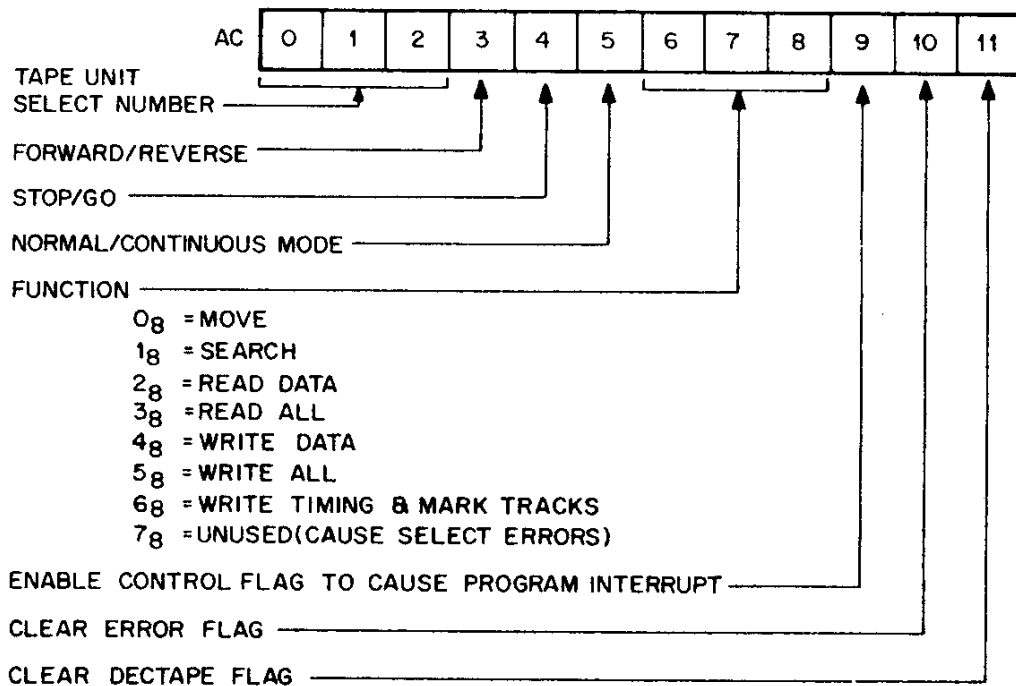 AC 0 1 2 3 4 5 6 7 8 9 10 11
TAPE UNIT
SELECT NUMBER
FORWARD/REVERSE
STOP/GO
NORMAL/CONTINUOUS MODE
FUNCTION
0₈ = MOVE
1₈ = SEARCH
2₈ = READ DATA
3₈ = READ ALL
4₈ = WRITE DATA
5₈ = WRITE ALL
6₈ = WRITE TIMING & MARK TRACKS
7₈ = UNUSED(CAUSE SELECT ERRORS)
ENABLE CONTROL FLAG TO CAUSE PROGRAM INTERRUPT
CLEAR ERROR FLAG
CLEAR DECTAPE FLAG